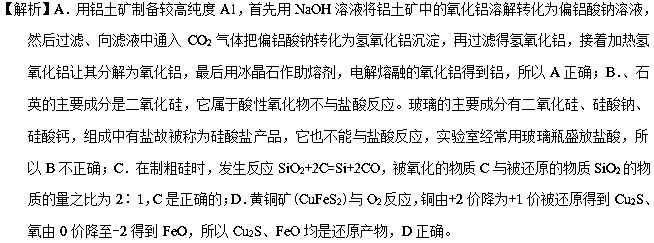 【解析】A．用铝土矿制备较高纯度 A1，首先用 NaOH 溶液将铝土矿中的氧化铝溶解转化为偏铝酸钠溶液，
然后过滤、向滤液中通入 CO2 气体把偏铝酸钠转化为氢氧化铝沉淀，再过滤得氢氧化铝，接着加热氢
氧化铝让其分解为氧化铝，最后用冰晶石作助熔剂，电解熔融的氧化铝得到铝，所以 A 正确；B．、石
英的主要成分是二氧化硅，它属于酸性氧化物不与盐酸反应。玻璃的主要成分有二氧化硅、硅酸钠、
硅酸钙，组成中有盐故被称为硅酸盐产品，它也不能与盐酸反应，实验室经常用玻璃瓶盛放盐酸，所
以 B 不正确；C．在制粗硅时，发生反应 SiO2+2C=Si+2CO，被氧化的物质 C 与被还原的物质 SiO2 的物
质的量之比为 2∶1，C 是正确的；D．黄铜矿(CuFeS2)与 O2 反应，铜由+2 价降为+1 价被还原得到 Cu2S、
氧由 0 价降至-2 得到 FeO，所以 Cu2S、FeO 均是还原产物，D 正确。